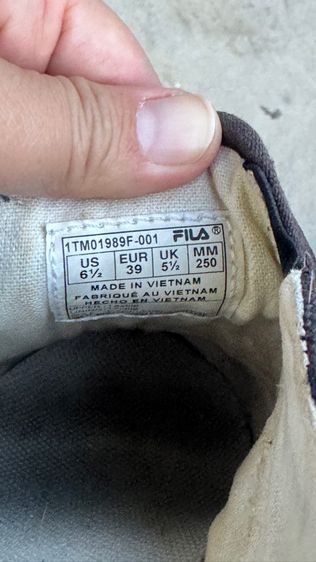 1TM01989F-001 FILA®
US EUR UK MM
6½ 39 5½ 250
MADE IN VIETNAM
FABRIQUÉ AU VIETNAM
HECHO EN VIETNAM